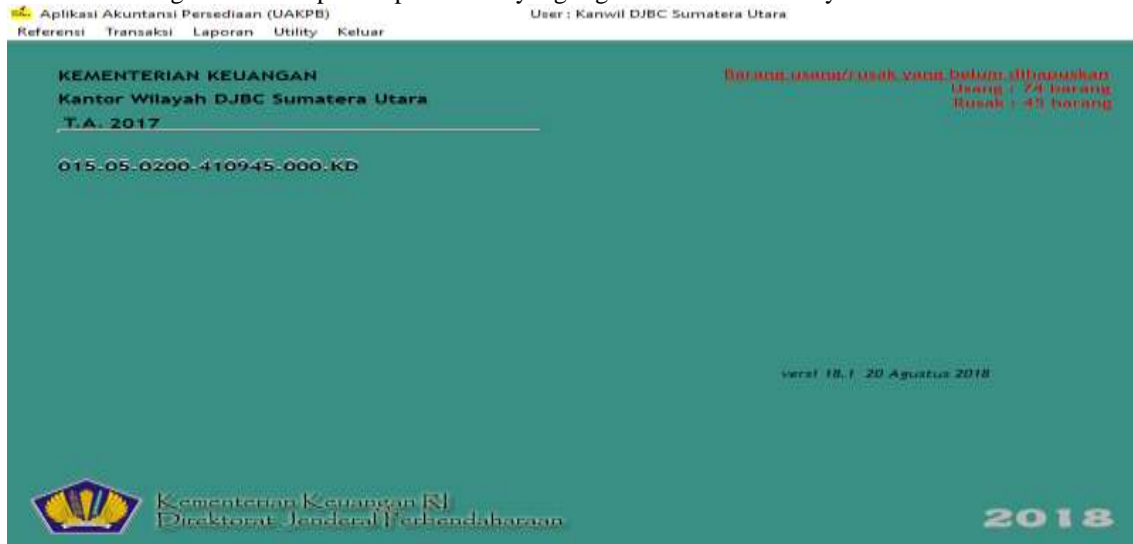 Aplikasi Akuntansi Persediaan (UAKPB)
User : Kanwil DJBC Sumatera Utara
Referensi Transaksi Laporan Utility Keluar
KEMENTERIAN KEUANGAN
Kantor Wilayah DJBC Sumatera Utara
T.A. 2017
015-05-0200-410945-000.KD
Barang usang/rusak yang belum dihapuskan
Usang : 74 barang
Rusak : 45 barang
versi 18.1 20 Agustus 2018
Kementerian Keuangan RI
Direktorat Jenderal Perbendaharaan
2018